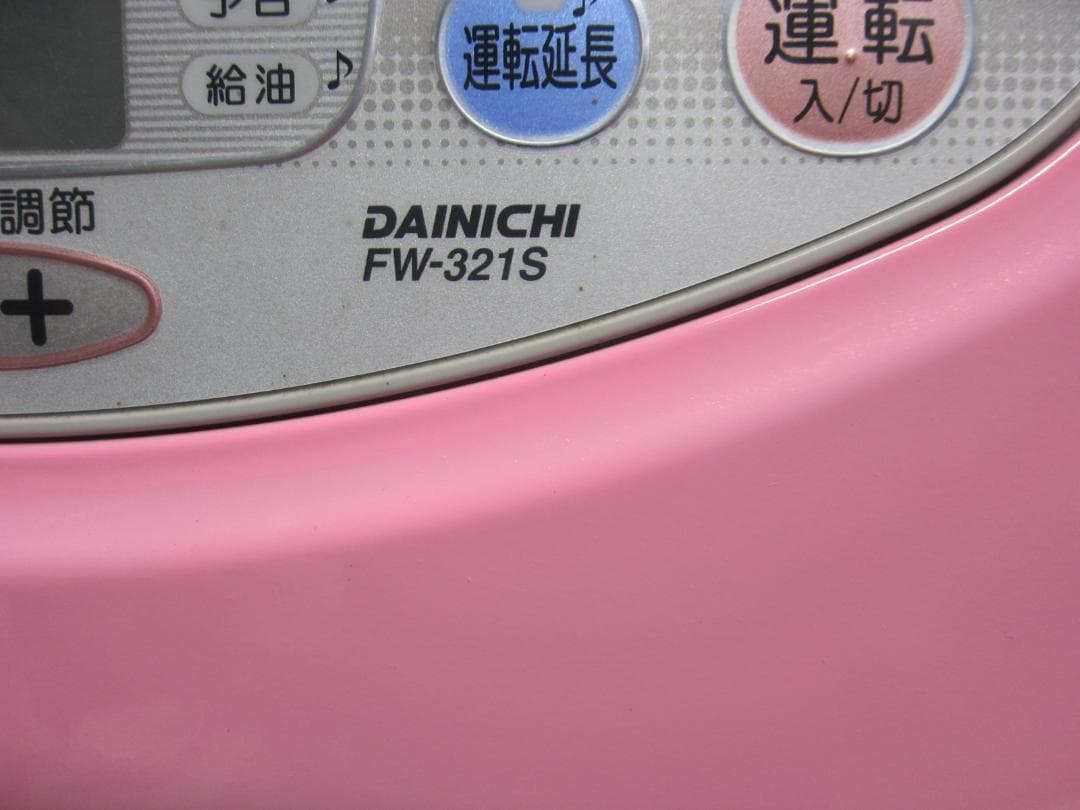 給油 ♪
運転延長
運転
入/切
調節
+
DAINICHI
FW-321S